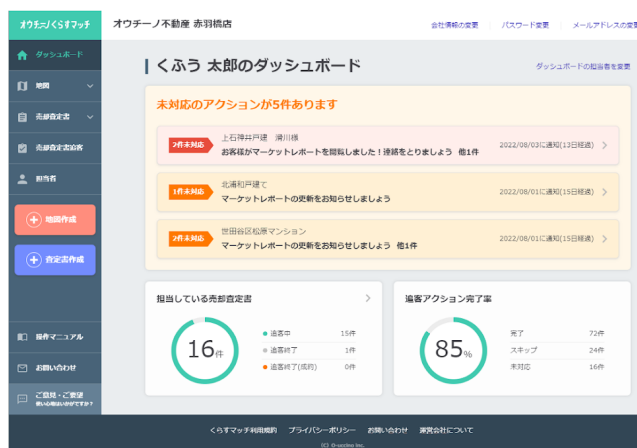 オウチーノくらすマッチ
オウチーノ不動産 赤羽橋店
会社情報の変更
パスワード変更
メールアドレスの変更
ダッシュボード
地図
売却査定書
売却査定書追客
担当者
地図作成
査定書作成
操作マニュアル
お問い合わせ
ご意見・ご要望
使い心地はいかがですか?
くふう 太郎のダッシュボード
ダッシュボードの担当者を変更
未対応のアクションが5件あります
2件未対応
上石神井戸建 滑川様
お客様がマーケットレポートを閲覧しました!連絡をとりましょう 他1件
2022/08/03に通知(13日経過)
1件未対応
北浦和戸建て
マーケットレポートの更新をお知らせしましょう
2022/08/01に通知(15日経過)
2件未対応
世田谷区松原マンション
マーケットレポートの更新をお知らせしましょう 他1件
2022/08/01に通知(15日経過)
担当している売却査定書
16件
追客中 15件
追客終了 1件
追客終了(成約) 0件
追客アクション完了率
85%
完了 72件
スキップ 24件
未対応 16件
くらすマッチ利用規約 プライバシーポリシー お問い合わせ 運営会社について
(C) O-uccino Inc.